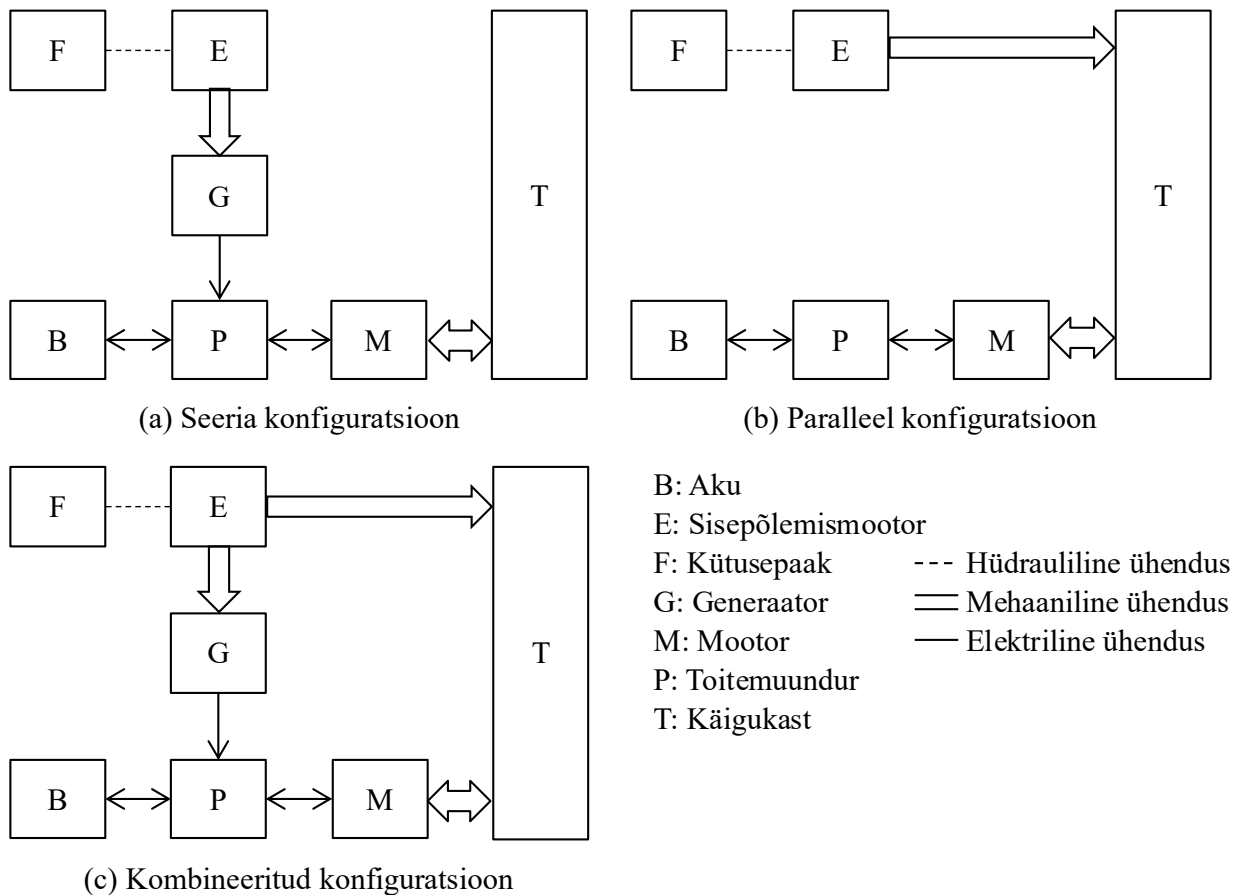 F E T
G
B P M
(a) Seeria konfiguratsioon
F E T
B P M
(b) Paralleel konfiguratsioon
F E T
G
B P M
(c) Kombineeritud konfiguratsioon
B: Aku
E: Sisepõlemismootor
F: Kütusepaak
G: Generaator
M: Mootor
P: Toitemuundur
T: Käigukast
Hüdrauliline ühendus
Mehaaniline ühendus
Elektriline ühendus